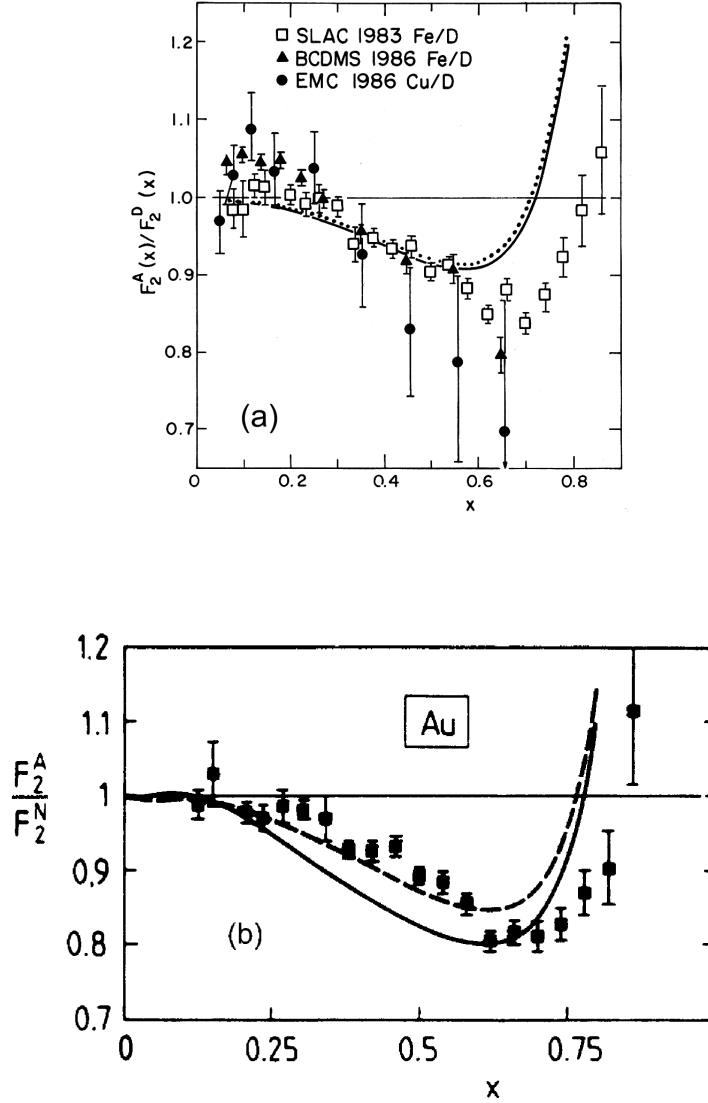 □ SLAC 1983 Fe/D
▲ BCDMS 1986 Fe/D
● EMC 1986 Cu/D
1.2
1.1
1.0
0.9
0.8
0.7
F₂ᴬ(x)/F₂ᴰ(x)
(a)
0 0.2 0.4 0.6 0.8
x
1.2
1.1
1
0.9
0.8
0.7
F₂ᴬ
F₂ᴺ
Au
(b)
0 0.25 0.5 0.75
x